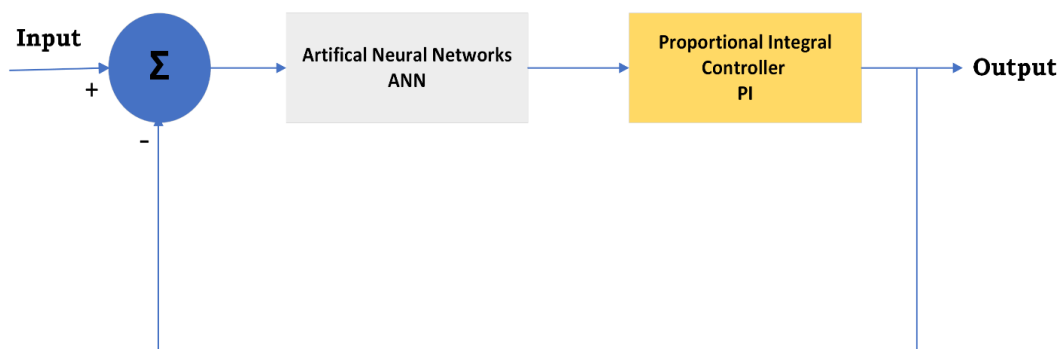 Input
+
Σ
-
Artifical Neural Networks
ANN
Proportional Integral
Controller
PI
Output